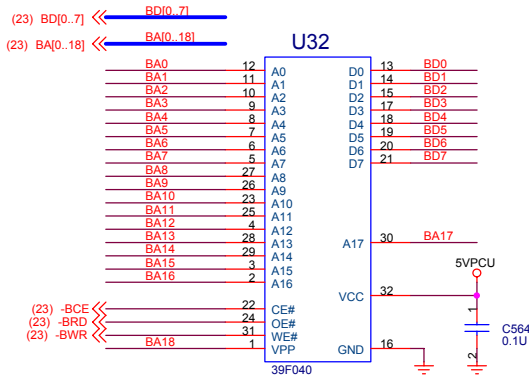 (23) BD[0..7] BD[0..7]
(23) BA[0..18] BA[0..18]
U32
BA0 12 A0 D0 13 BD0
BA1 11 A1 D1 14 BD1
BA2 10 A2 D2 15 BD2
BA3 9 A3 D3 17 BD3
BA4 8 A4 D4 18 BD4
BA5 7 A5 D5 19 BD5
BA6 6 A6 D6 20 BD6
BA7 5 A7 D7 21 BD7
BA8 27 A8
BA9 26 A9
BA10 23 A10
BA11 25 A11
BA12 4 A12
BA13 28 A13 A17 30 BA17
BA14 29 A14
BA15 3 A15 5VPCU
BA16 2 A16
VCC 32
(23) -BCE 22 CE# 1
(23) -BRD 24 OE# C564
(23) -BWR 31 WE# 0.1U
BA18 1 VPP GND 16 2
39F040